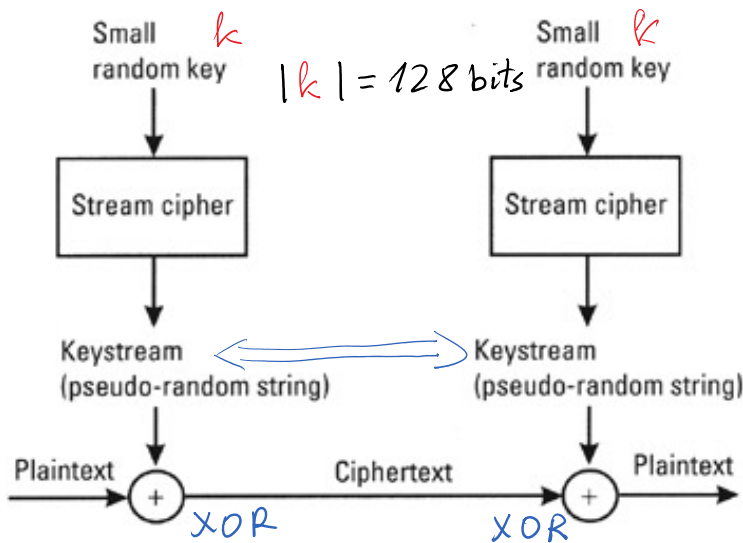 Small k
random key
|k| = 128 bits
Small k
random key
Stream cipher
Stream cipher
Keystream
(pseudo-random string)
Keystream
(pseudo-random string)
Plaintext
+
XOR
Ciphertext
+
XOR
Plaintext